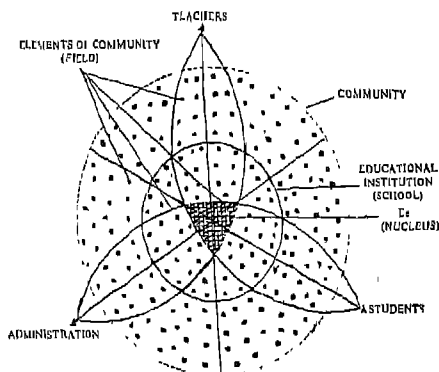 TEACHERS
ELEMENTS OF COMMUNITY
(FIELD)
COMMUNITY
EDUCATIONAL
INSTITUTION
(SCHOOL)
(NUCLEUS)
STUDENTS
ADMINISTRATION